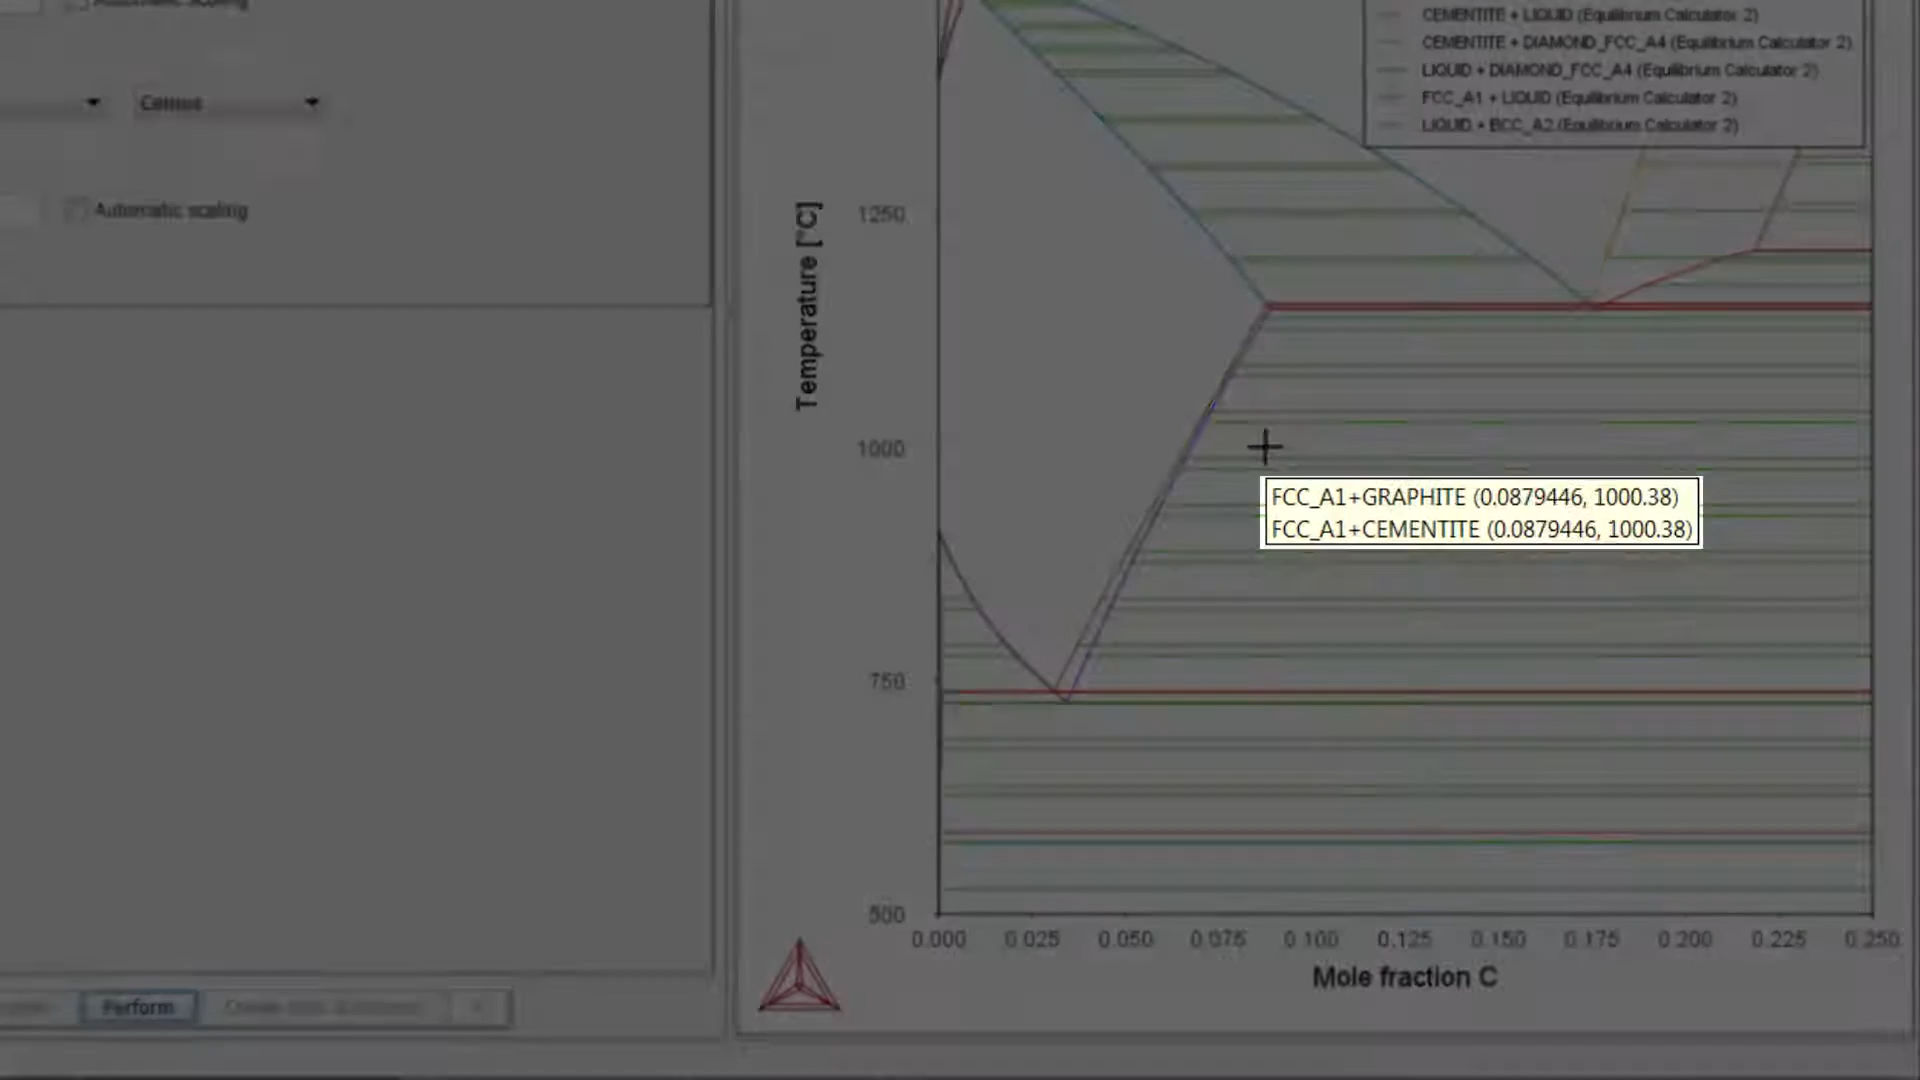 Automatic scaling
CEMENTITE + LIQUID (Equilibrium Calculator 2)
CEMENTITE + DIAMOND_FCC_A4 (Equilibrium Calculator 2)
LIQUID + DIAMOND_FCC_A4 (Equilibrium Calculator 2)
FCC_A1 + LIQUID (Equilibrium Calculator 2)
LIQUID + BCC_A2 (Equilibrium Calculator 2)
Celsius
Automatic scaling
Temperature [°C]
1250
1000
750
500
FCC_A1+GRAPHITE (0.0879446, 1000.38)
FCC_A1+CEMENTITE (0.0879446, 1000.38)
0.000 0.025 0.050 0.075 0.100 0.125 0.150 0.175 0.200 0.225 0.250
Mole fraction C
Perform